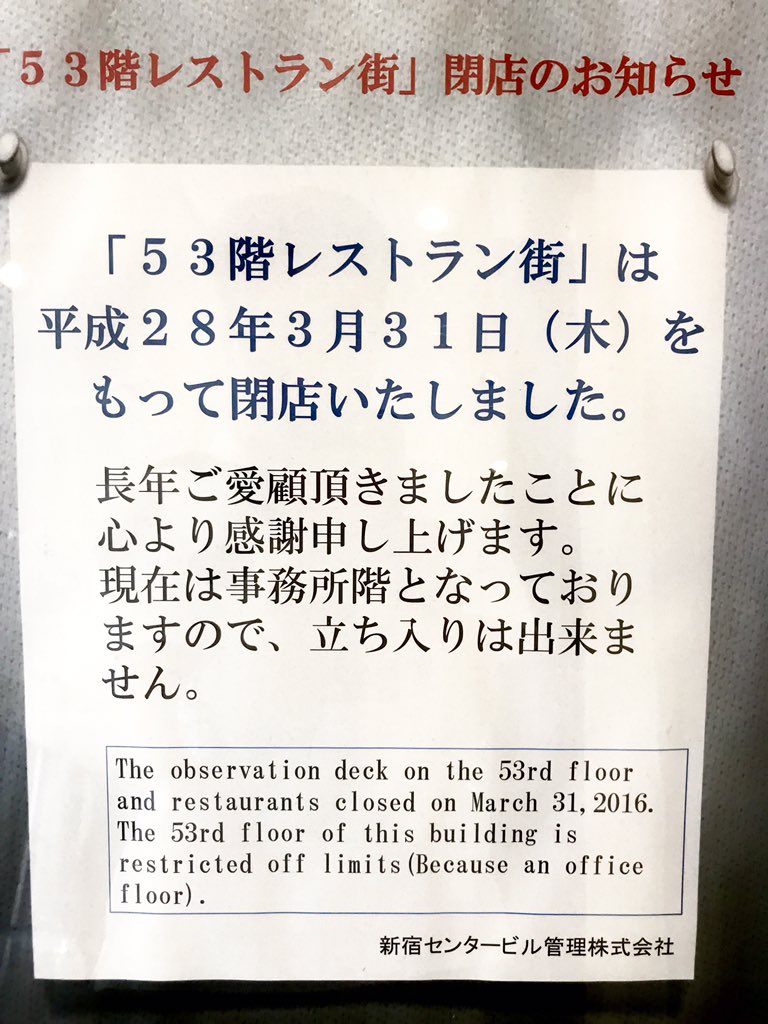 「５３階レストラン街」閉店のお知らせ
「５３階レストラン街」は
平成２８年３月３１日（木）を
もって閉店いたしました。
長年ご愛顧頂きましたことに
心より感謝申し上げます。
現在は事務所階となっており
ますので、立ち入りは出来ま
せん。
The observation deck on the 53rd floor
and restaurants closed on March 31, 2016.
The 53rd floor of this building is
restricted off limits(Because an office
floor).
新宿センタービル管理株式会社